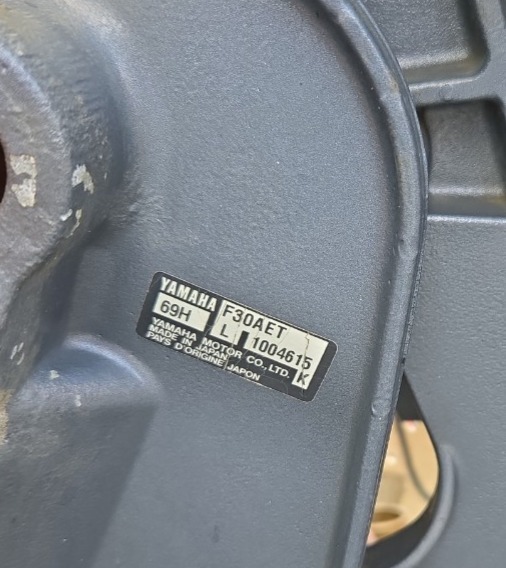 YAMAHA F30AET
69H L 1004615
YAMAHA MOTOR CO., LTD. K
MADE IN JAPAN
PAYS D'ORIGINE JAPON